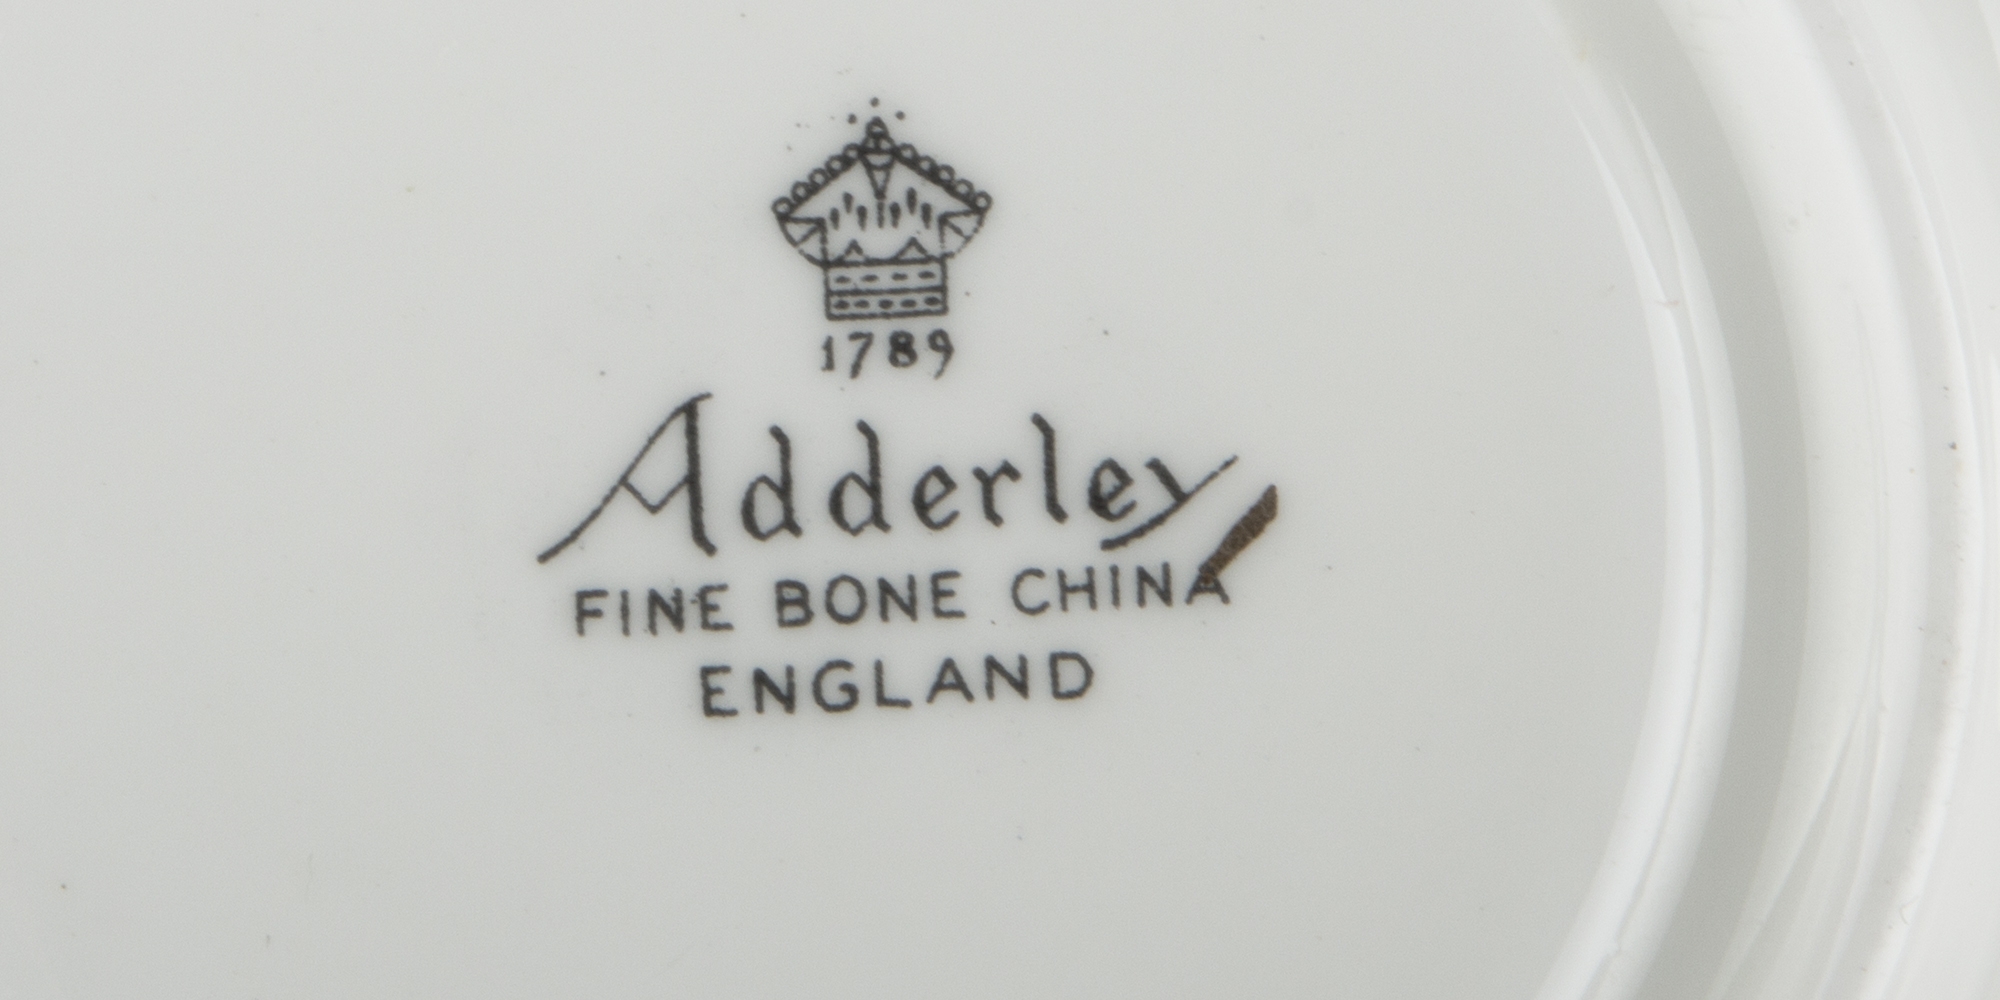 1789
Adderley
FINE BONE CHINA
ENGLAND